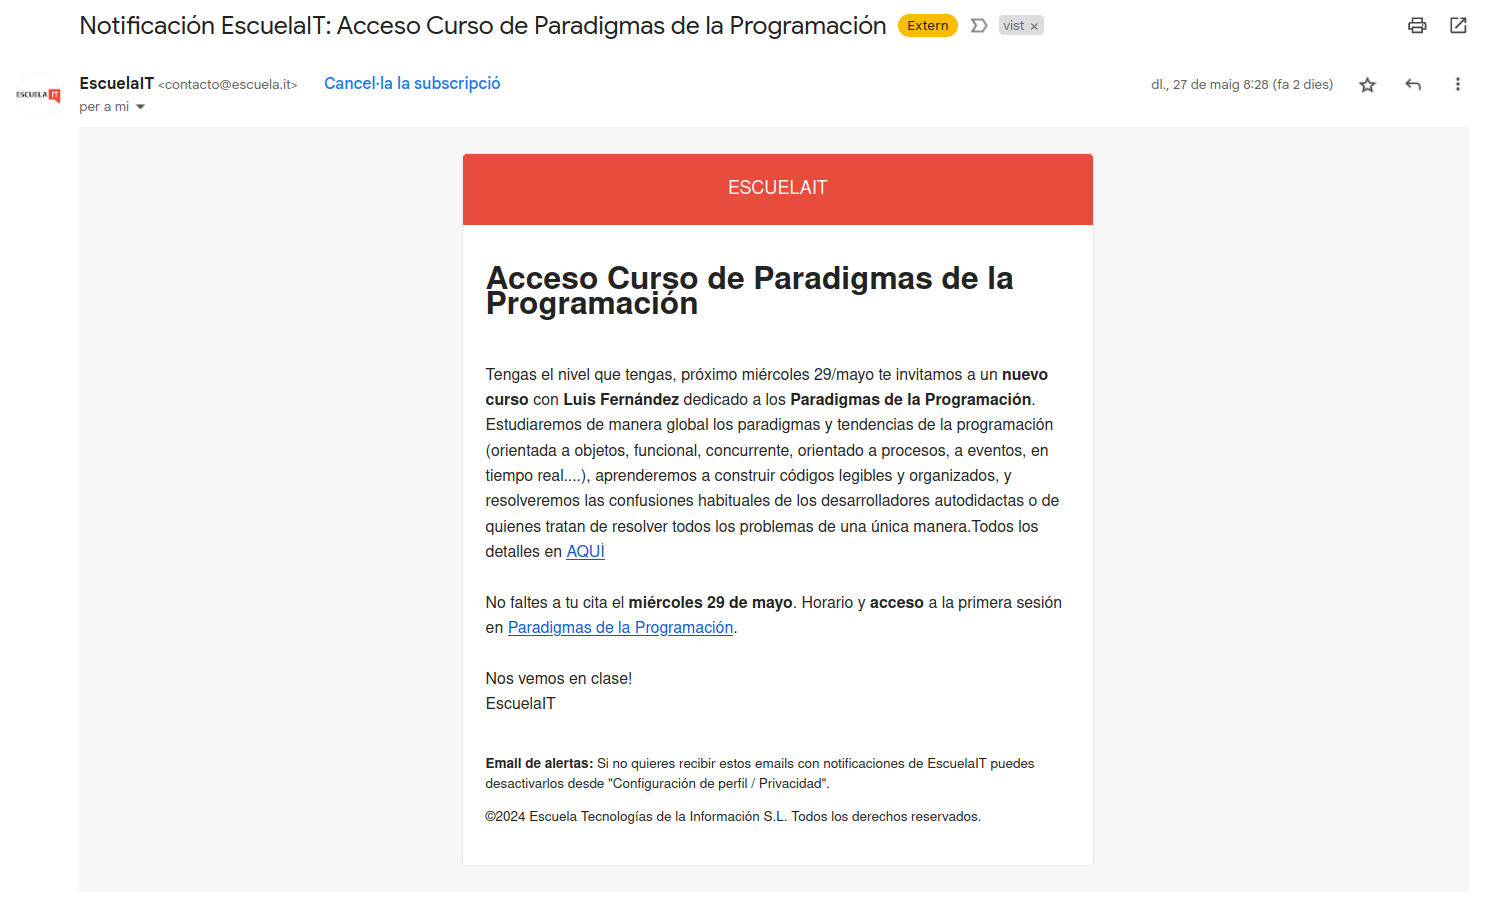 Notificación EscuelaIT: Acceso Curso de Paradigmas de la Programación Extern vist ×
EscuelaIT <contacto@escuela.it> Cancel·la la subscripció dl., 27 de maig 8:28 (fa 2 dies)
ESCUELA IT
per a mi
ESCUELAIT
Acceso Curso de Paradigmas de la
Programación
Tengas el nivel que tengas, próximo miércoles 29/mayo te invitamos a un nuevo
curso con Luis Fernández dedicado a los Paradigmas de la Programación.
Estudiaremos de manera global los paradigmas y tendencias de la programación
(orientada a objetos, funcional, concurrente, orientado a procesos, a eventos, en
tiempo real....), aprenderemos a construir códigos legibles y organizados, y
resolveremos las confusiones habituales de los desarrolladores autodidactas o de
quienes tratan de resolver todos los problemas de una única manera.Todos los
detalles en AQUÍ
No faltes a tu cita el miércoles 29 de mayo. Horario y acceso a la primera sesión
en Paradigmas de la Programación.
Nos vemos en clase!
EscuelaIT
Email de alertas: Si no quieres recibir estos emails con notificaciones de EscuelaIT puedes
desactivarlos desde "Configuración de perfil / Privacidad".
©2024 Escuela Tecnologías de la Información S.L. Todos los derechos reservados.